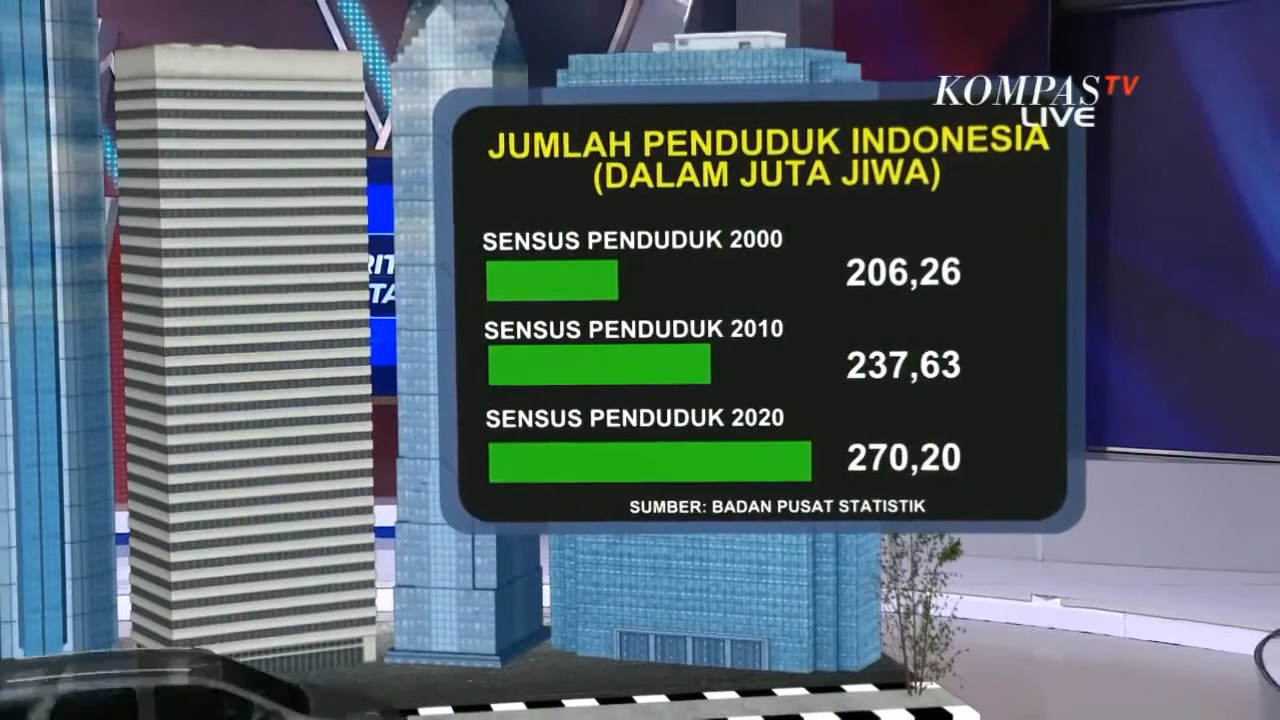 KOMPAS TV
LIVE
JUMLAH PENDUDUK INDONESIA
(DALAM JUTA JIWA)
SENSUS PENDUDUK 2000
206,26
SENSUS PENDUDUK 2010
237,63
SENSUS PENDUDUK 2020
270,20
SUMBER: BADAN PUSAT STATISTIK